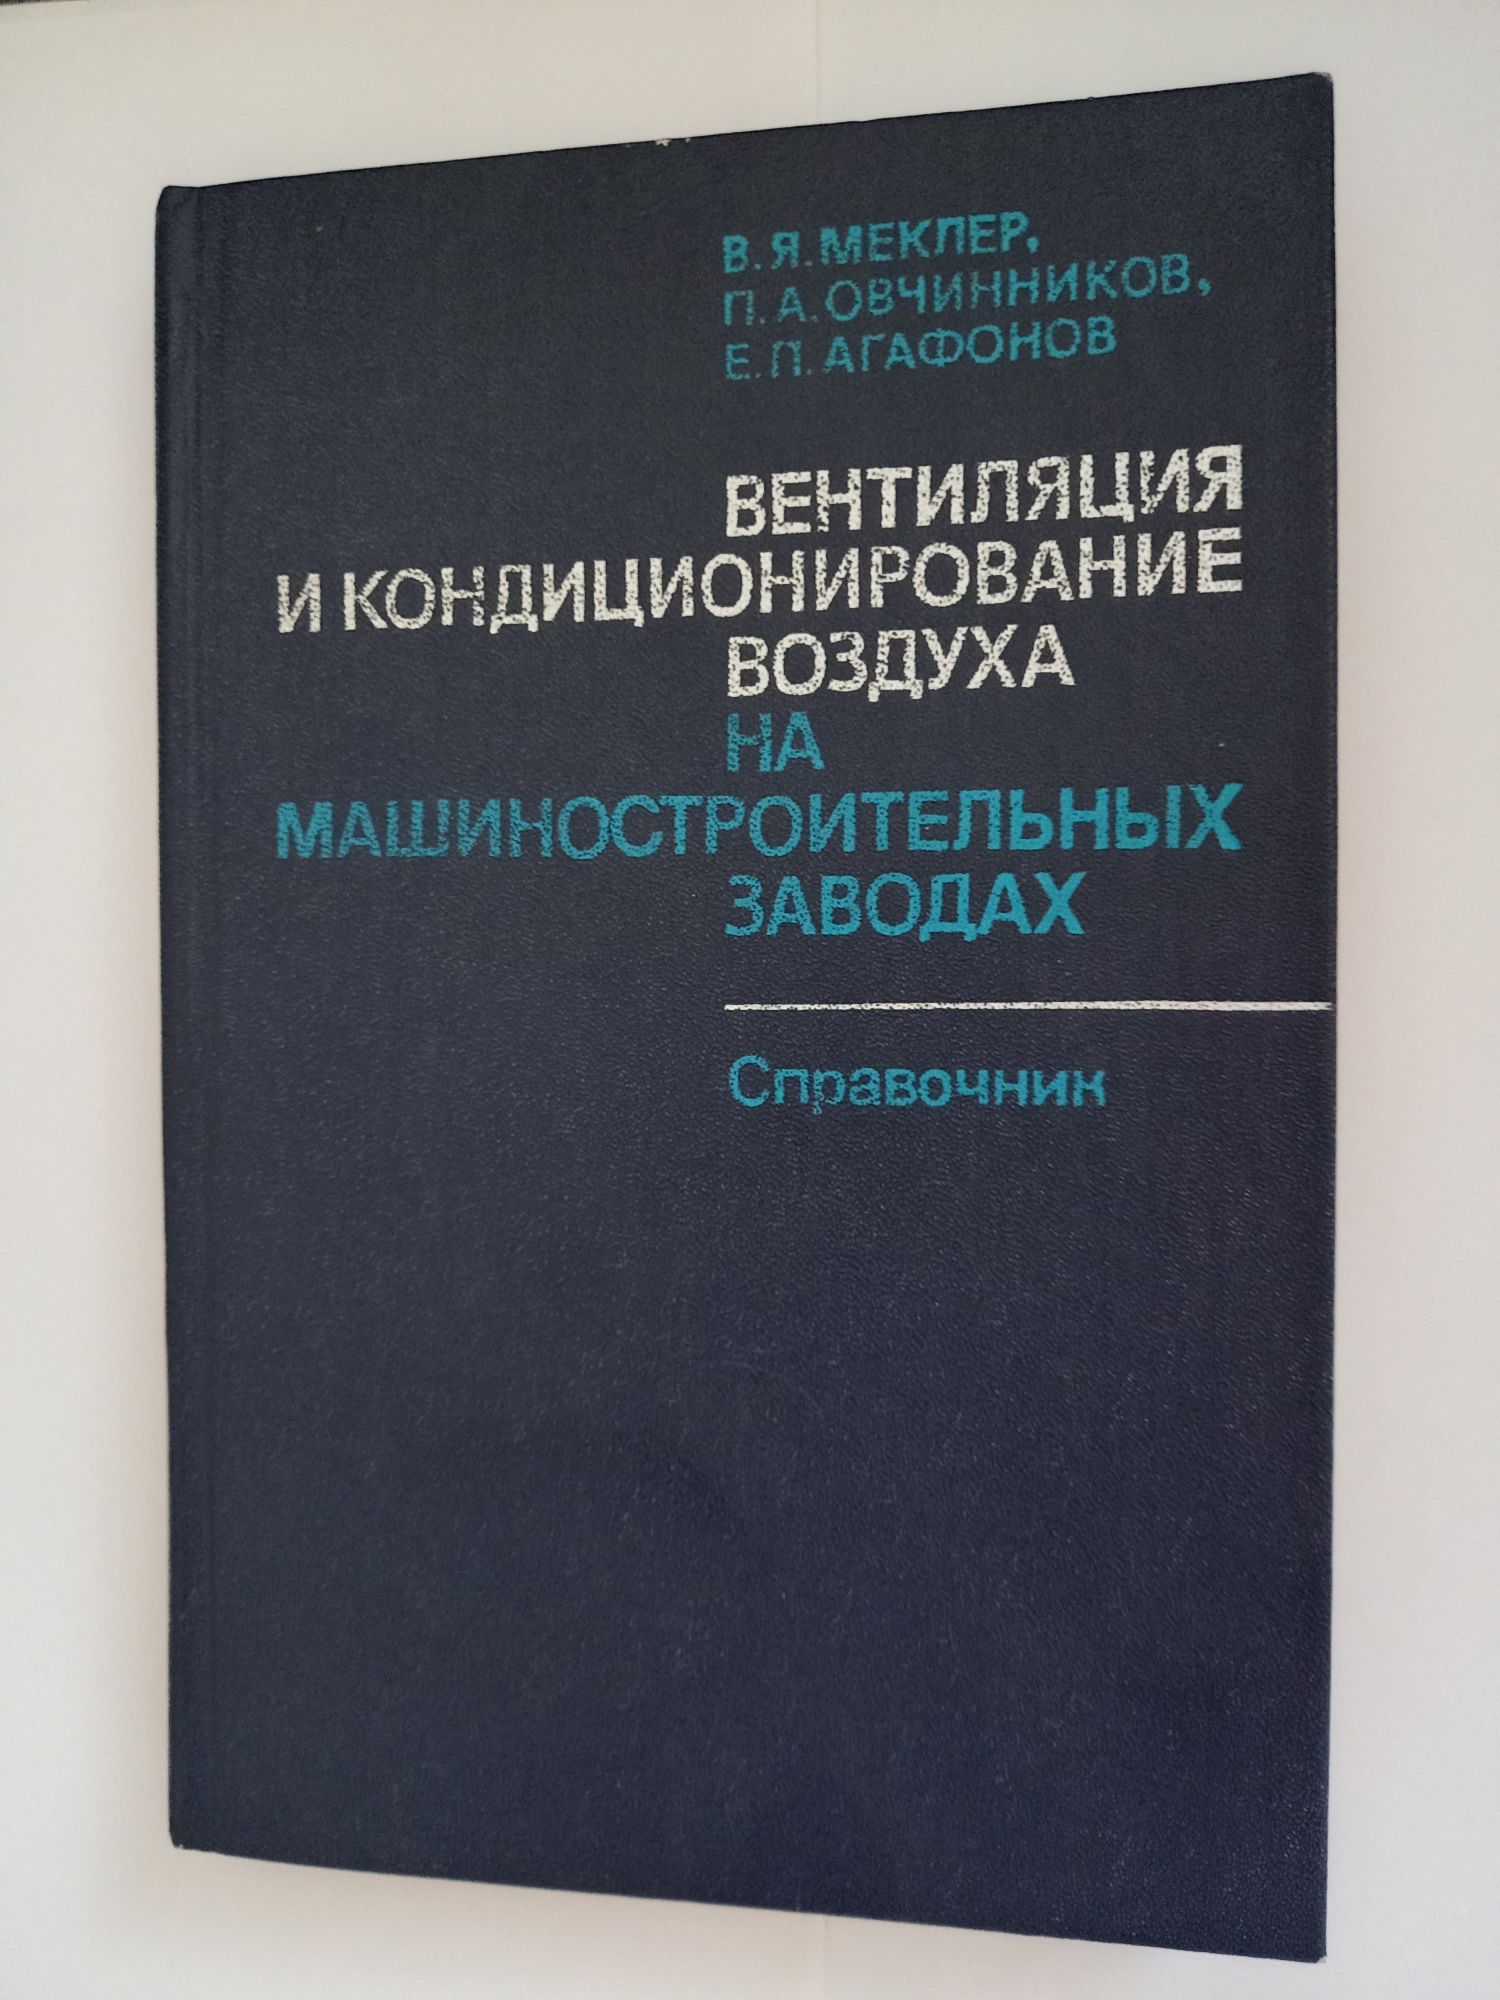 В. Я. МЕКЛЕР,
П. А. ОВЧИННИКОВ,
Е. П. АГАФОНОВ
ВЕНТИЛЯЦИЯ
И КОНДИЦИОНИРОВАНИЕ
ВОЗДУХА
НА
МАШИНОСТРОИТЕЛЬНЫХ
ЗАВОДАХ
Справочник